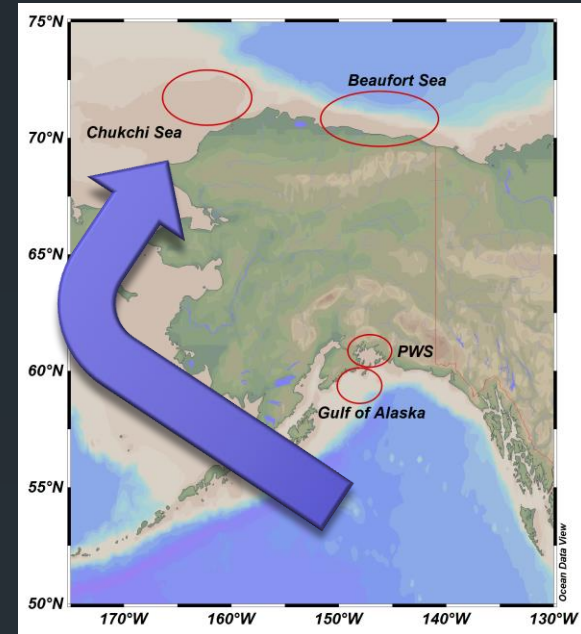 75°N
Beaufort Sea
Chukchi Sea
70°N
65°N
PWS
60°N
Gulf of Alaska
55°N
50°N
170°W 160°W 150°W 140°W 130°W
Ocean Data View